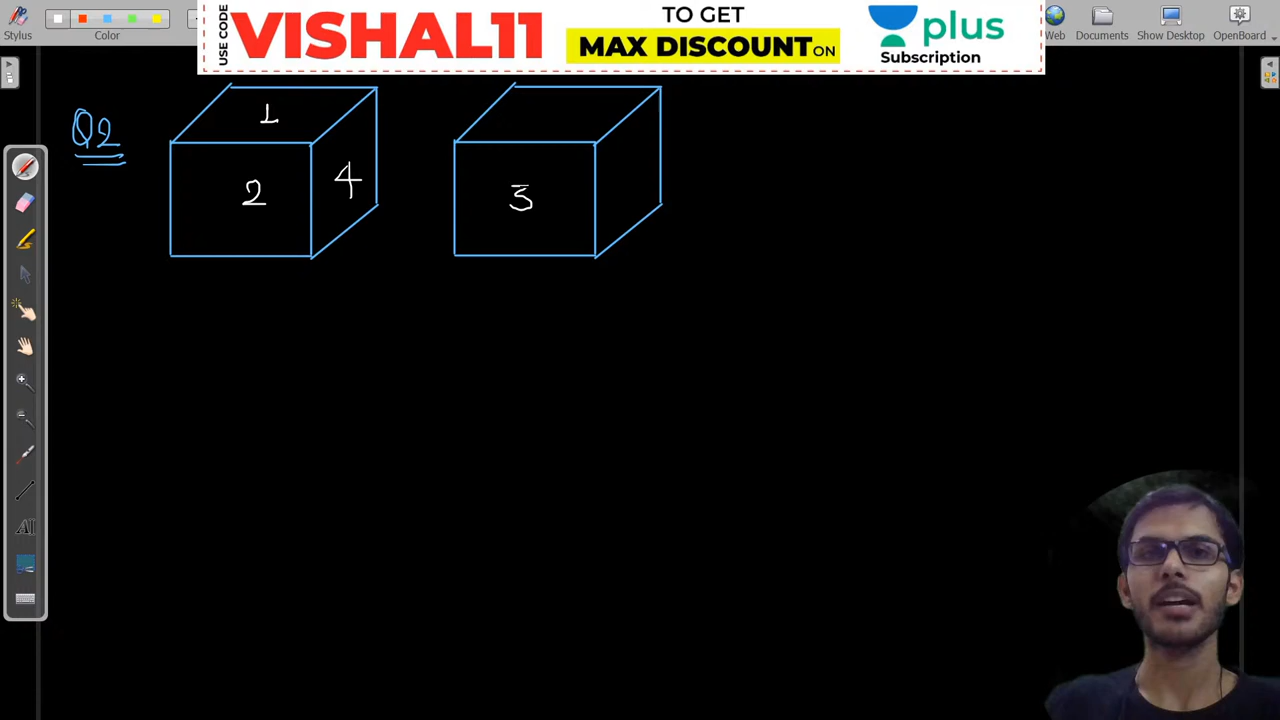 Stylus
Color
USE CODE
VISHAL11
TO GET
MAX DISCOUNT ON
plus
Subscription
Web
Documents
Show Desktop
OpenBoard
Q2
1
2
4
3
AI